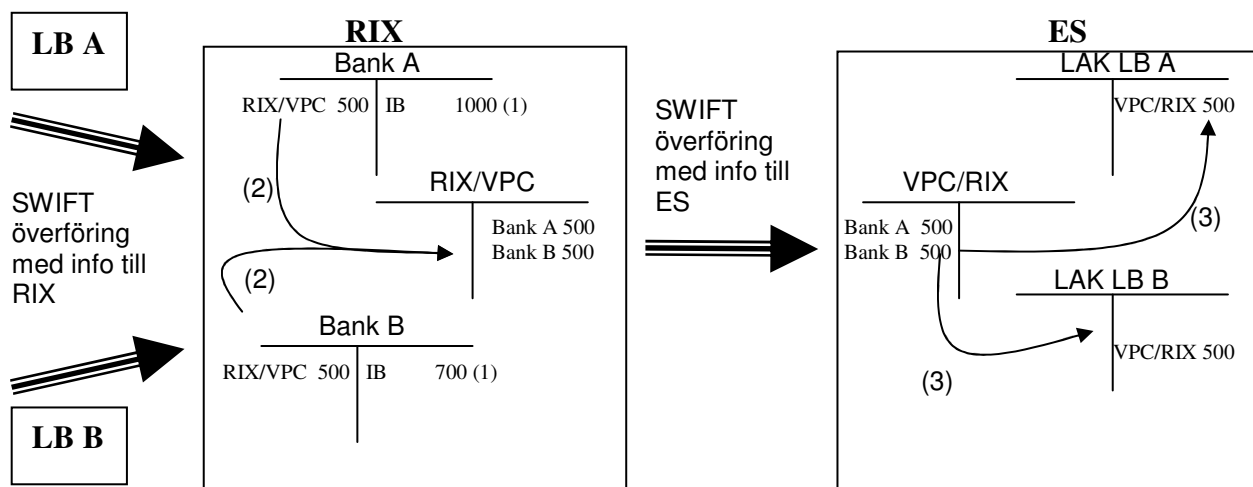 LB A
SWIFT
överföring
med info till
RIX
LB B
RIX
Bank A
RIX/VPC 500 IB 1000 (1)
(2)
RIX/VPC
Bank A 500
Bank B 500
(2)
Bank B
RIX/VPC 500 IB 700 (1)
SWIFT
överföring
med info till
ES
ES
LAK LB A
VPC/RIX 500
VPC/RIX
Bank A 500
Bank B 500
(3)
LAK LB B
VPC/RIX 500
(3)